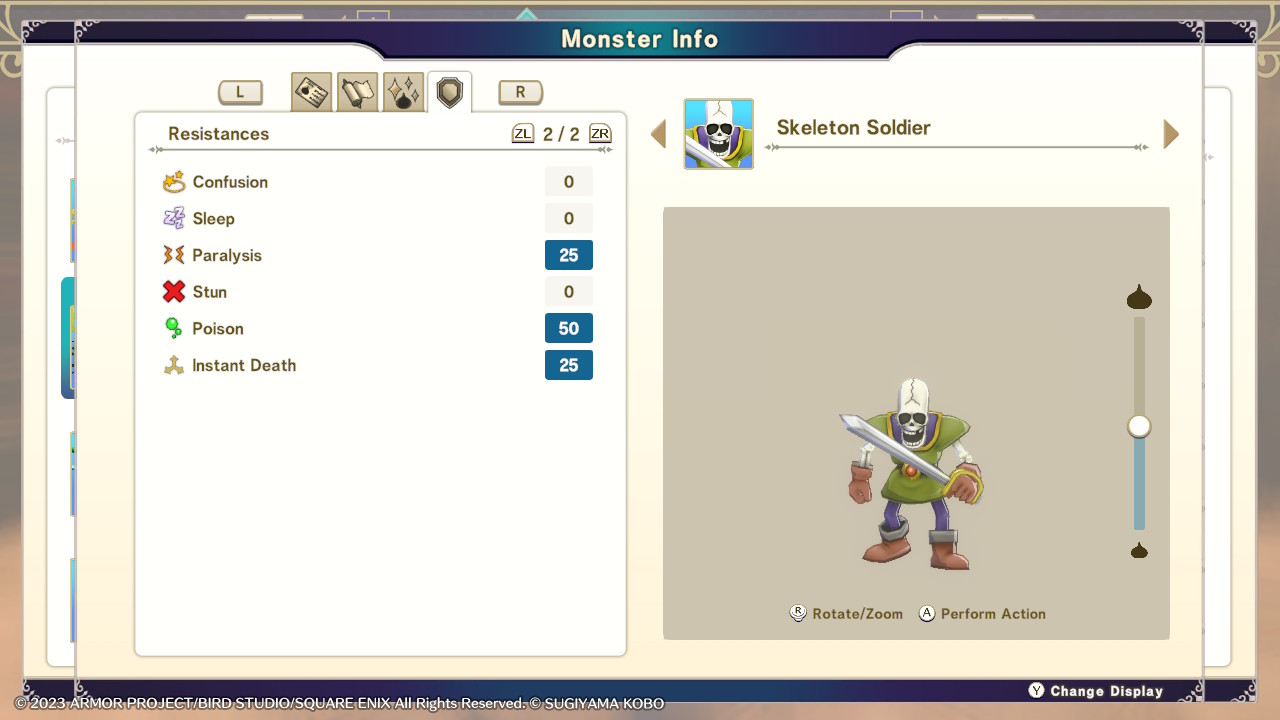 Monster Info
L
R
Resistances
ZL 2 / 2 ZR
Confusion 0
Sleep 0
Paralysis 25
Stun 0
Poison 50
Instant Death 25
Skeleton Soldier
R Rotate/Zoom A Perform Action
Y Change Display
© 2023 ARMOR PROJECT/BIRD STUDIO/SQUARE ENIX All Rights Reserved. © SUGIYAMA KOBO